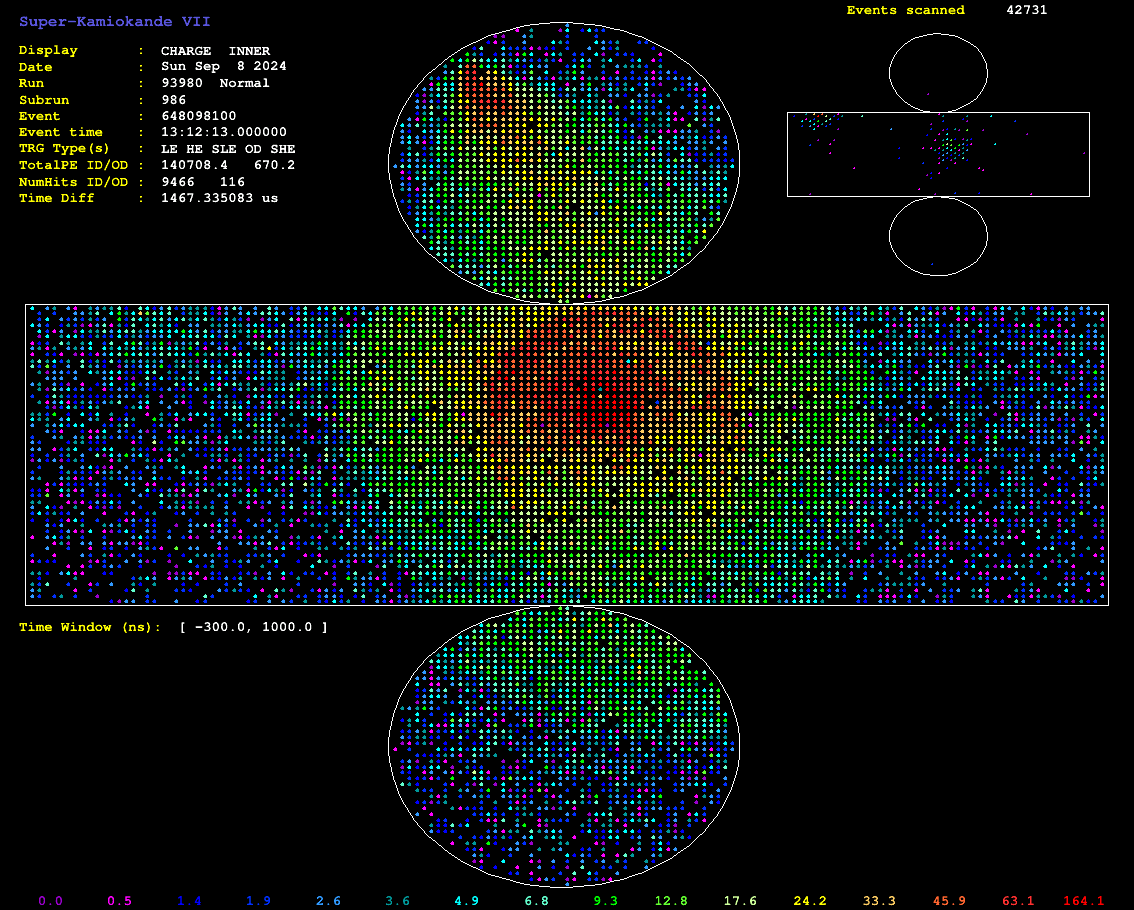 Super-Kamiokande VII
Events scanned 42731
Display : CHARGE INNER
Date : Sun Sep 8 2024
Run : 93980 Normal
Subrun : 986
Event : 648098100
Event time : 13:12:13.000000
TRG Type(s) : LE HE SLE OD SHE
TotalPE ID/OD : 140708.4 670.2
NumHits ID/OD : 9466 116
Time Diff : 1467.335083 us
Time Window (ns): [ -300.0, 1000.0 ]
0.0 0.5 1.4 1.9 2.6 3.6 4.9 6.8 9.3 12.8 17.6 24.2 33.3 45.9 63.1 164.1